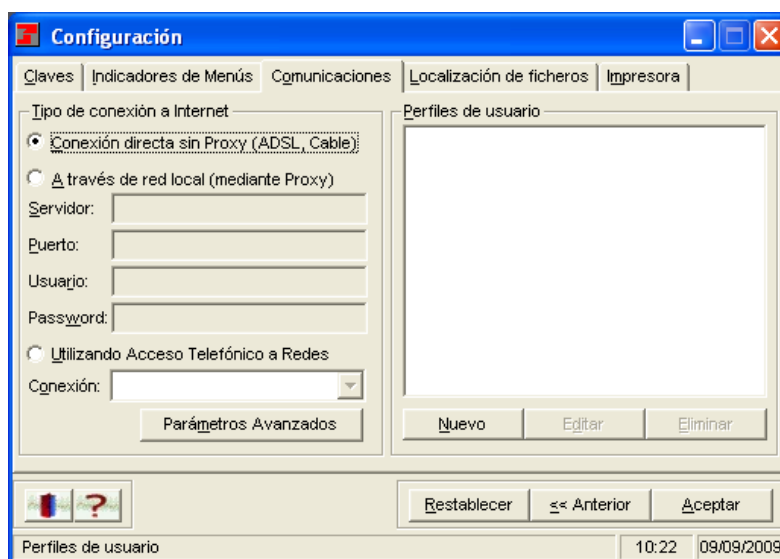 Configuración
Claves Indicadores de Menús Comunicaciones Localización de ficheros Impresora
Tipo de conexión a Internet
Conexión directa sin Proxy (ADSL, Cable)
A través de red local (mediante Proxy)
Servidor:
Puerto:
Usuario:
Password:
Utilizando Acceso Telefónico a Redes
Conexión:
Parámetros Avanzados
Perfiles de usuario
Nuevo Editar Eliminar
Restablecer << Anterior Aceptar
Perfiles de usuario 10:22 09/09/2009